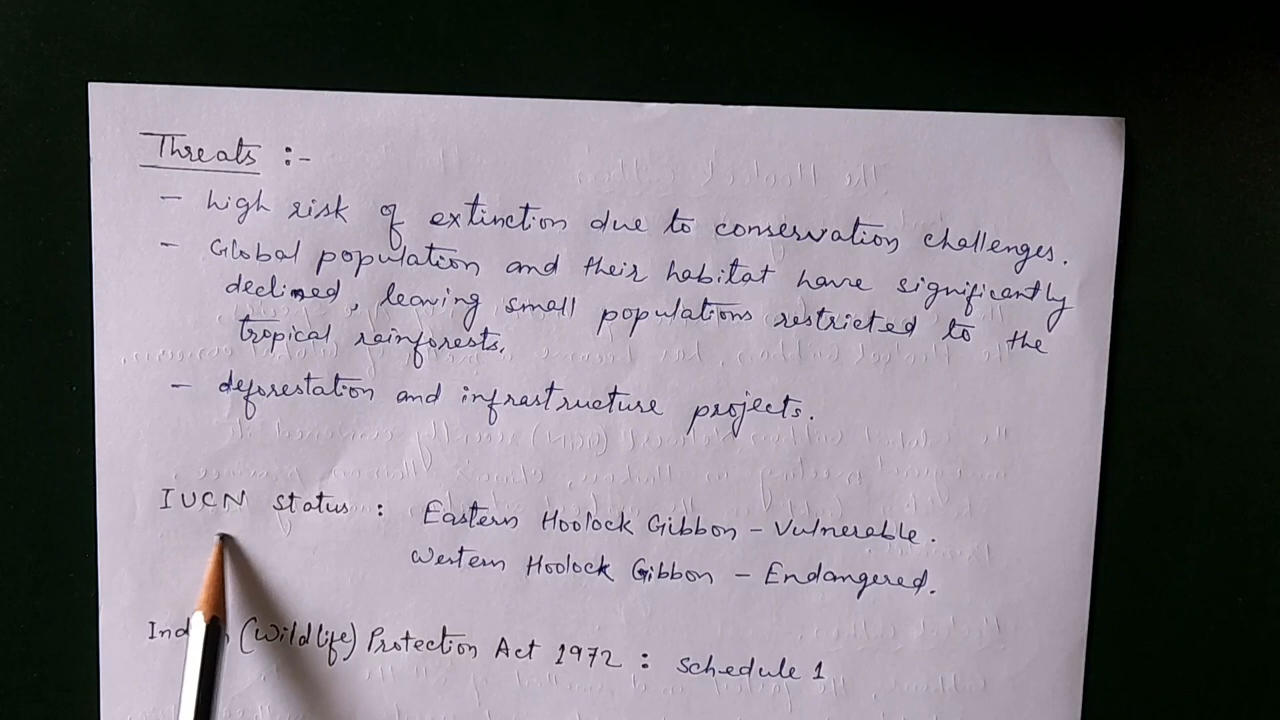 Threats :-
- high risk of extinction due to conservation challenges.
- Global population and their habitat have significantly
declined, leaving small populations restricted to the
tropical rainforests.
- deforestation and infrastructure projects.
IUCN status : Eastern Hoolock Gibbon - Vulnerable.
Western Hoolock Gibbon - Endangered.
(Wildlife) Protection Act 1972 : schedule 1